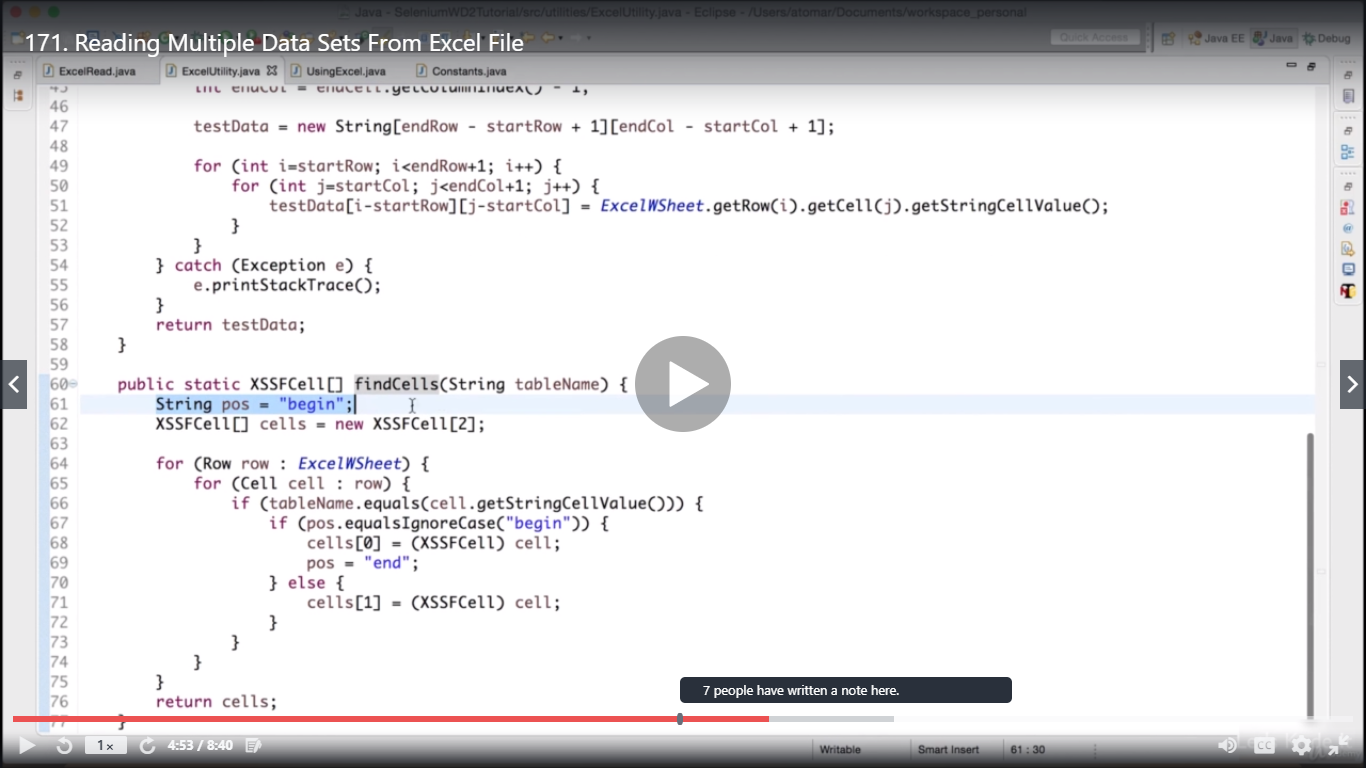 Java - SeleniumWD2Tutorial/src/utilities/ExcelUtility.java - Eclipse - /Users/atomar/Documents/workspace_personal
171. Reading Multiple Data Sets From Excel File
Quick Access Java EE Java Debug
ExcelRead.java ExcelUtility.java UsingExcel.java Constants.java
45 int endCol = endCell.getColumnIndex() - 1;
46
47 testData = new String[endRow - startRow + 1][endCol - startCol + 1];
48
49 for (int i=startRow; i<endRow+1; i++) {
50 for (int j=startCol; j<endCol+1; j++) {
51 testData[i-startRow][j-startCol] = ExcelWSheet.getRow(i).getCell(j).getStringCellValue();
52 }
53 }
54 } catch (Exception e) {
55 e.printStackTrace();
56 }
57 return testData;
58 }
59
60 public static XSSFCell[] findCells(String tableName) {
61 String pos = "begin";
62 XSSFCell[] cells = new XSSFCell[2];
63
64 for (Row row : ExcelWSheet) {
65 for (Cell cell : row) {
66 if (tableName.equals(cell.getStringCellValue())) {
67 if (pos.equalsIgnoreCase("begin")) {
68 cells[0] = (XSSFCell) cell;
69 pos = "end";
70 } else {
71 cells[1] = (XSSFCell) cell;
72 }
73 }
74 }
75 }
76 return cells;
77 }
7 people have written a note here.
1x 4:53 / 8:40 Writable Smart Insert 61 : 30 CC